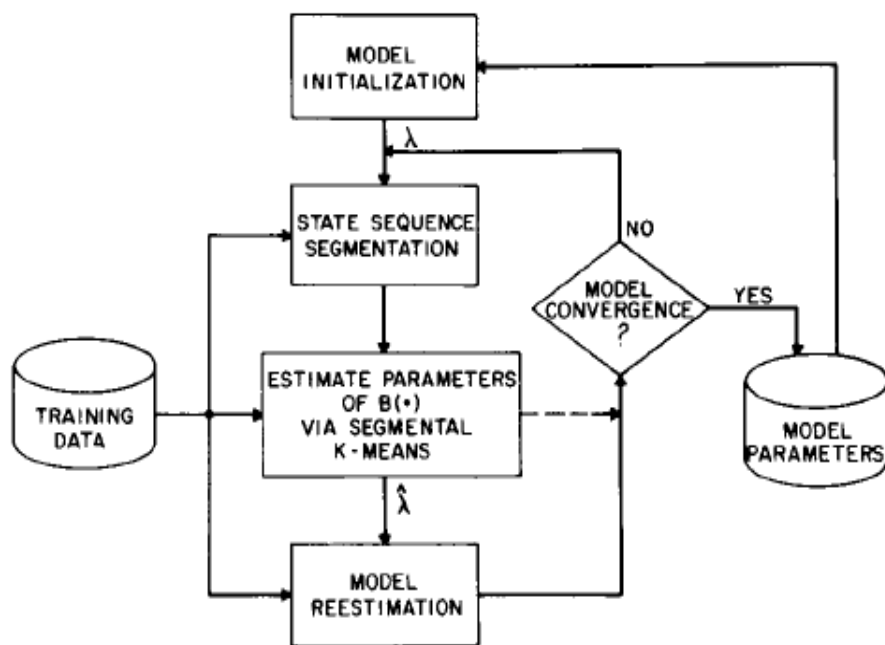 MODEL
INITIALIZATION
λ
STATE SEQUENCE
SEGMENTATION
NO
MODEL
CONVERGENCE
?
YES
TRAINING
DATA
ESTIMATE PARAMETERS
OF B(•)
VIA SEGMENTAL
K-MEANS
MODEL
PARAMETERS
λ̂
MODEL
REESTIMATION